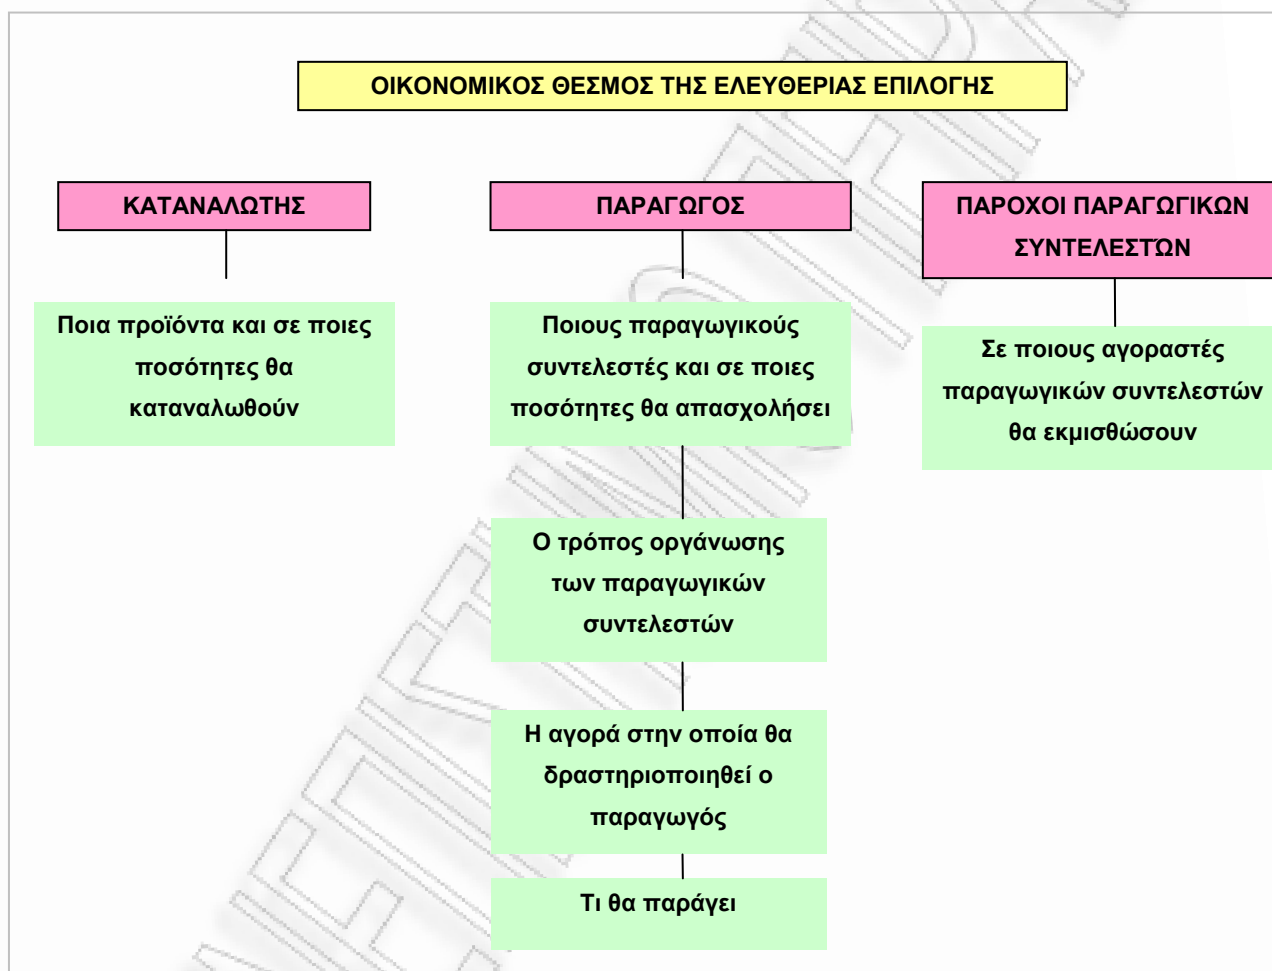 ΟΙΚΟΝΟΜΙΚΟΣ ΘΕΣΜΟΣ ΤΗΣ ΕΛΕΥΘΕΡΙΑΣ ΕΠΙΛΟΓΗΣ
ΚΑΤΑΝΑΛΩΤΗΣ
Ποια προϊόντα και σε ποιες
ποσότητες θα
καταναλωθούν
ΠΑΡΑΓΩΓΟΣ
Ποιους παραγωγικούς
συντελεστές και σε ποιες
ποσότητες θα απασχολήσει
Ο τρόπος οργάνωσης
των παραγωγικών
συντελεστών
Η αγορά στην οποία θα
δραστηριοποιηθεί ο
παραγωγός
Τι θα παράγει
ΠΑΡΟΧΟΙ ΠΑΡΑΓΩΓΙΚΩΝ
ΣΥΝΤΕΛΕΣΤΏΝ
Σε ποιους αγοραστές
παραγωγικών συντελεστών
θα εκμισθώσουν